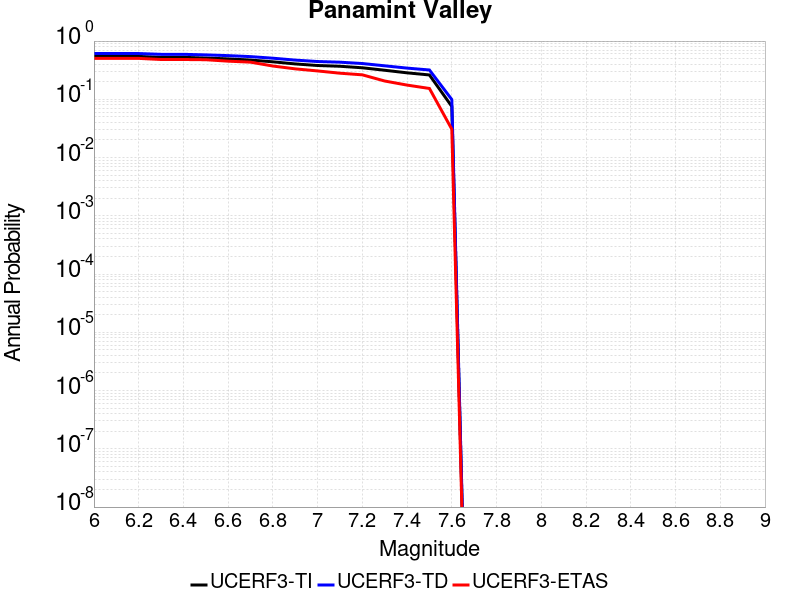 Panamint Valley
10^0
10^-1
10^-2
10^-3
10^-4
10^-5
10^-6
10^-7
10^-8
Annual Probability
6 6.2 6.4 6.6 6.8 7 7.2 7.4 7.6 7.8 8 8.2 8.4 8.6 8.8 9
Magnitude
UCERF3-TI UCERF3-TD UCERF3-ETAS